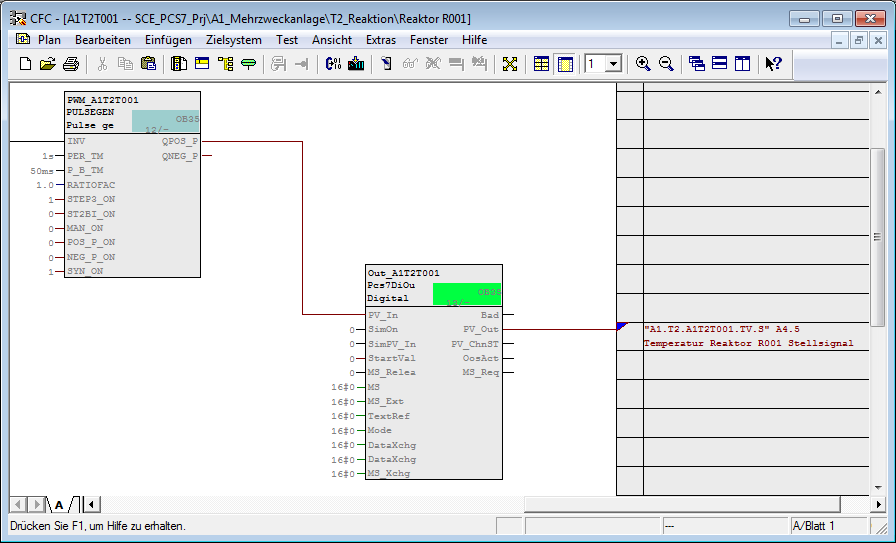 CFC - [A1T2T001 -- SCE_PCS7_Prj\A1_Mehrzweckanlage\T2_Reaktion\Reaktor R001]
Plan Bearbeiten Einfügen Zielsystem Test Ansicht Extras Fenster Hilfe
1
PWM_A1T2T001
PULSEGEN
Pulse ge
OB35
12/-
INV QPOS_P
1s PER_TM QNEG_P
50ms P_B_TM
1.0 RATIOFAC
1 STEP3_ON
0 ST2BI_ON
0 MAN_ON
0 POS_P_ON
0 NEG_P_ON
1 SYN_ON
Out_A1T2T001
Pcs7DiOu
Digital
OB35
13/-
PV_In Bad
0 SimOn PV_Out
0 SimPV_In PV_ChnST
0 StartVal OosAct
0 MS_Relea MS_Req
16#0 MS
16#0 MS_Ext
16#0 TextRef
16#0 Mode
16#0 DataXchg
16#0 DataXchg
16#0 MS_Xchg
"A1.T2.A1T2T001.TV.S" A4.5
Temperatur Reaktor R001 Stellsignal
A
Drücken Sie F1, um Hilfe zu erhalten.
---
A/Blatt 1